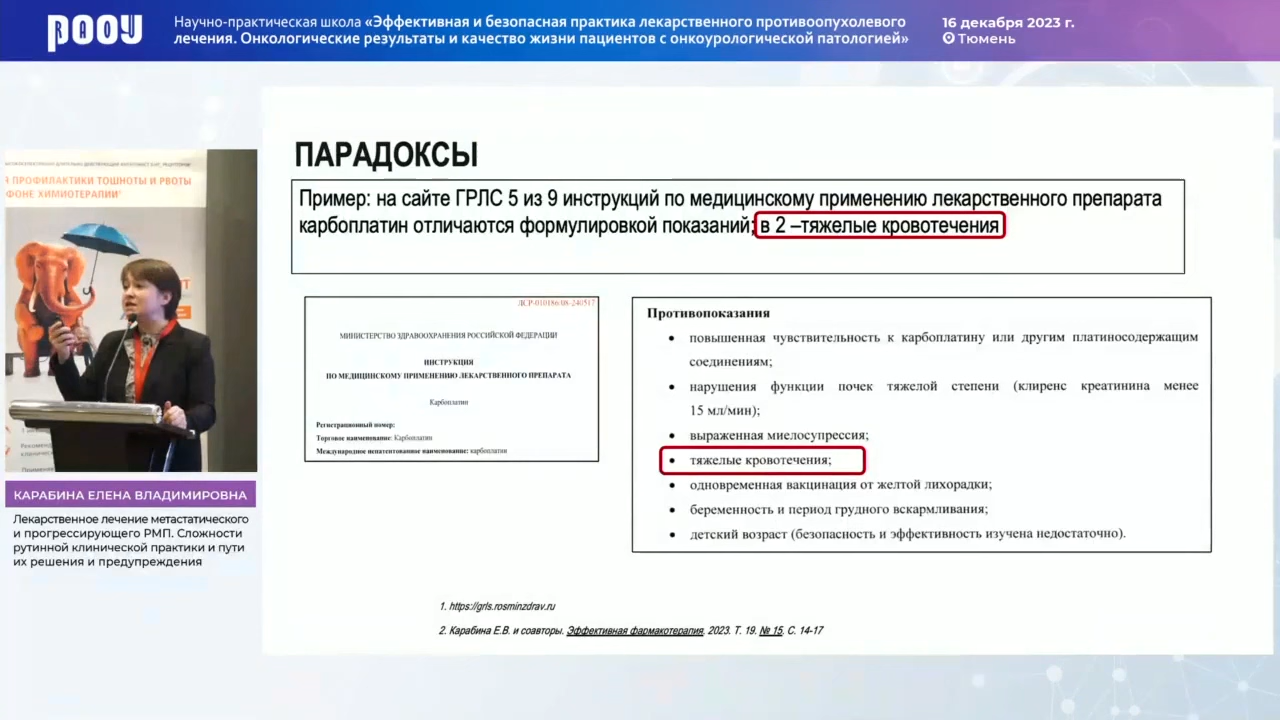 РАОУ
Научно-практическая школа «Эффективная и безопасная практика лекарственного противоопухолевого
лечения. Онкологические результаты и качество жизни пациентов с онкоурологической патологией»
16 декабря 2023 г.
Тюмень
ПРОФИЛАКТИКИ ТОШНОТЫ И РВОТЫ
ФОНЕ ХИМИОТЕРАПИИ"
КАРАБИНА ЕЛЕНА ВЛАДИМИРОВНА
Лекарственное лечение метастатического
и прогрессирующего РМП. Сложности
рутинной клинической практики и пути
их решения и предупреждения
ПАРАДОКСЫ
Пример: на сайте ГРЛС 5 из 9 инструкций по медицинскому применению лекарственного препарата
карбоплатин отличаются формулировкой показаний; в 2 –тяжелые кровотечения
ЛСР-010186/08-240517
МИНИСТЕРСТВО ЗДРАВООХРАНЕНИЯ РОССИЙСКОЙ ФЕДЕРАЦИИ
ИНСТРУКЦИЯ
ПО МЕДИЦИНСКОМУ ПРИМЕНЕНИЮ ЛЕКАРСТВЕННОГО ПРЕПАРАТА
Карбоплатин
Регистрационный номер:
Торговое наименование: Карбоплатин
Международное непатентованное наименование: карбоплатин
Противопоказания
• повышенная чувствительность к карбоплатину или другим платиносодержащим
соединениям;
• нарушения функции почек тяжелой степени (клиренс креатинина менее
15 мл/мин);
• выраженная миелосупрессия;
• тяжелые кровотечения;
• одновременная вакцинация от желтой лихорадки;
• беременность и период грудного вскармливания;
• детский возраст (безопасность и эффективность изучена недостаточно).
1. https://grls.rosminzdrav.ru
2. Карабина Е.В. и соавторы. Эффективная фармакотерапия. 2023. Т. 19. № 15. С. 14-17